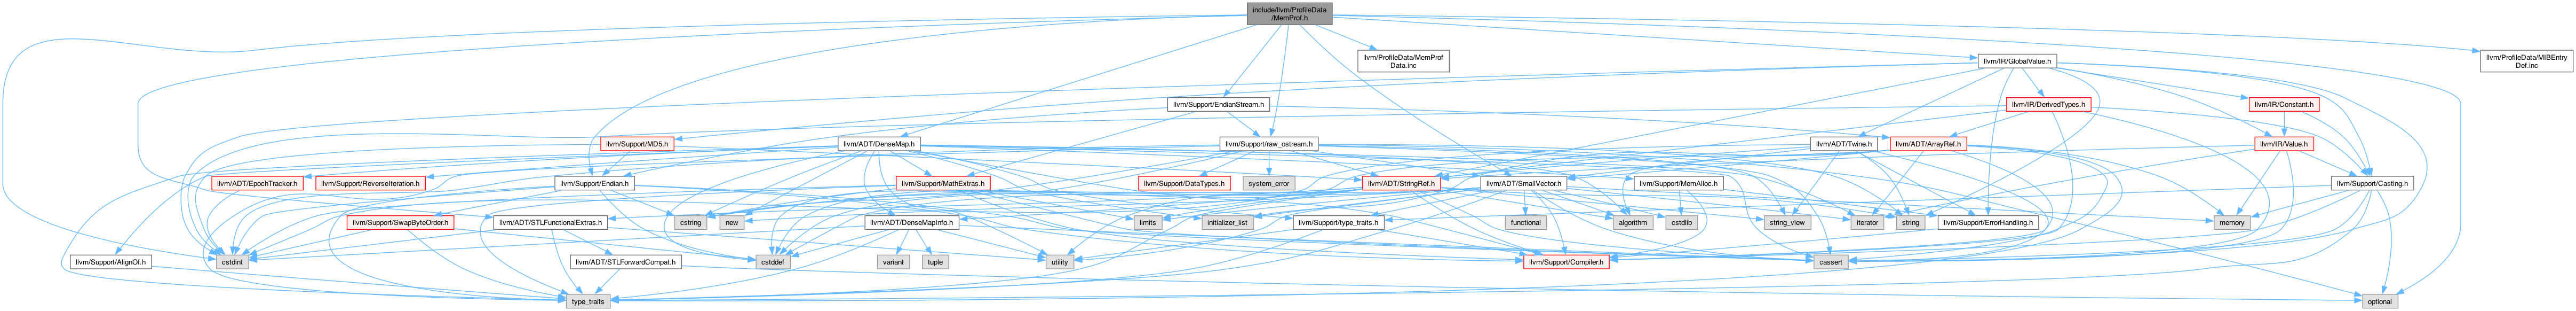 include/llvm/ProfileData
/MemProf.h
llvm/ProfileData/MemProf
Data.inc
llvm/IR/GlobalValue.h
llvm/ProfileData/MIBEntry
Def.inc
llvm/Support/EndianStream.h
llvm/IR/DerivedTypes.h
llvm/IR/Constant.h
llvm/Support/MD5.h
llvm/ADT/DenseMap.h
llvm/Support/raw_ostream.h
llvm/ADT/Twine.h
llvm/ADT/ArrayRef.h
llvm/IR/Value.h
llvm/ADT/EpochTracker.h
llvm/Support/ReverseIteration.h
llvm/Support/Endian.h
llvm/Support/MathExtras.h
llvm/Support/DataTypes.h
system_error
llvm/ADT/StringRef.h
llvm/ADT/SmallVector.h
llvm/Support/MemAlloc.h
llvm/Support/Casting.h
llvm/Support/SwapByteOrder.h
llvm/ADT/STLFunctionalExtras.h
cstring
new
llvm/ADT/DenseMapInfo.h
limits
initializer_list
llvm/Support/type_traits.h
functional
algorithm
cstdlib
string_view
iterator
string
llvm/Support/ErrorHandling.h
memory
llvm/Support/AlignOf.h
cstdint
llvm/ADT/STLForwardCompat.h
cstddef
variant
tuple
utility
llvm/Support/Compiler.h
cassert
type_traits
optional